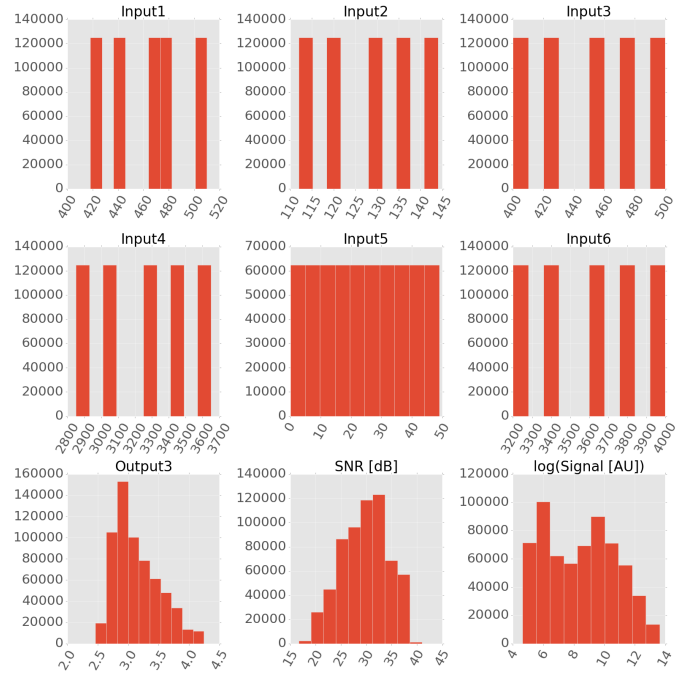 Input1 Input2 Input3
140000 140000 140000
120000 120000 120000
100000 100000 100000
80000 80000 80000
60000 60000 60000
40000 40000 40000
20000 20000 20000
0 0 0
400 420 440 460 480 500 520 110 115 120 125 130 135 140 145 400 420 440 460 480 500
Input4 Input5 Input6
140000 70000 140000
120000 60000 120000
100000 50000 100000
80000 40000 80000
60000 30000 60000
40000 20000 40000
20000 10000 20000
0 0 0
2800 2900 3000 3100 3200 3300 3400 3500 3600 3700 0 10 20 30 40 50 3200 3300 3400 3500 3600 3700 3800 3900 4000
Output3 SNR [dB] log(Signal [AU])
160000 140000 120000
140000 120000 100000
120000 100000 80000
100000 80000 60000
80000 60000 40000
60000 40000 20000
40000 20000 0
20000 0
0
2.0 2.5 3.0 3.5 4.0 4.5 15 20 25 30 35 40 45 4 6 8 10 12 14